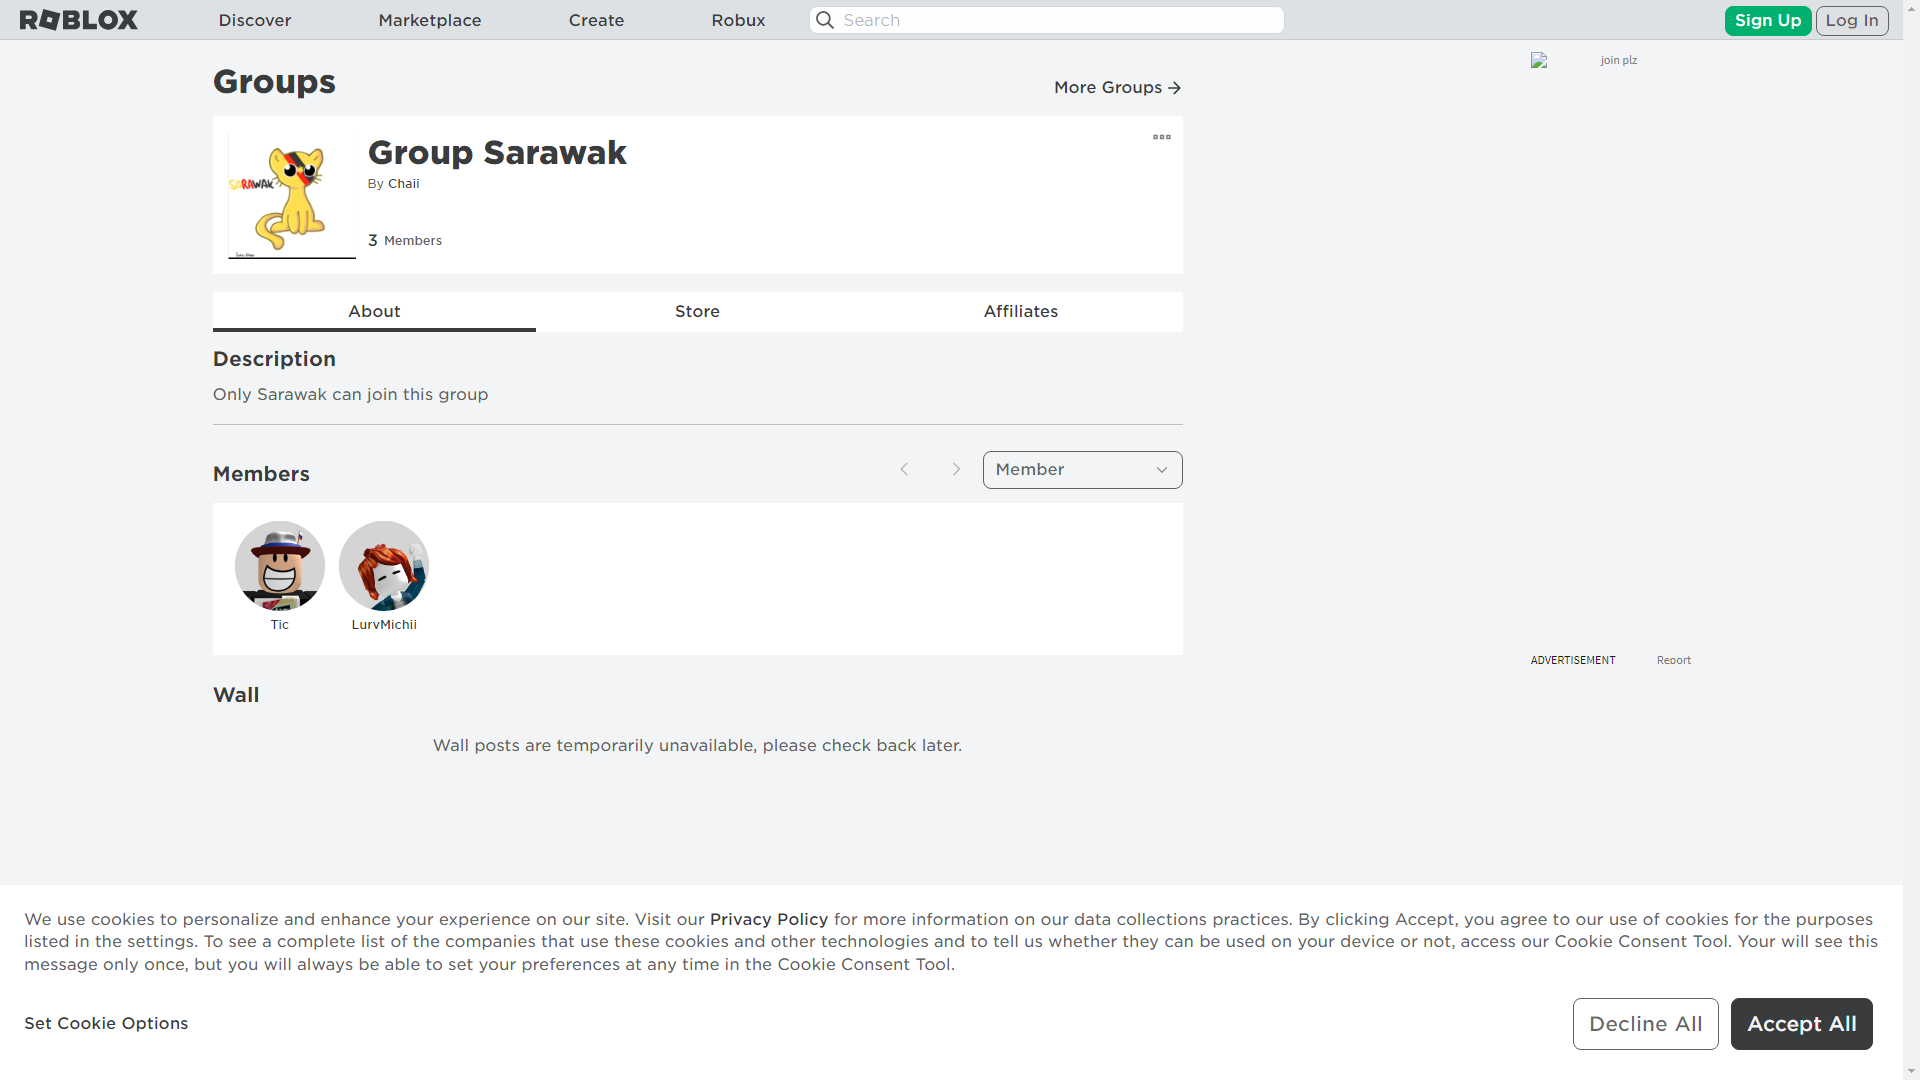 ROBLOX
Discover
Marketplace
Create
Robux
Search
Sign Up
Log In
Groups
More Groups
join plz
SARAWAK
Group Sarawak
By Chaii
3 Members
About
Store
Affiliates
Description
Only Sarawak can join this group
Members
Member
Tic
LurvMichii
ADVERTISEMENT
Report
Wall
Wall posts are temporarily unavailable, please check back later.
We use cookies to personalize and enhance your experience on our site. Visit our Privacy Policy for more information on our data collections practices. By clicking Accept, you agree to our use of cookies for the purposes
listed in the settings. To see a complete list of the companies that use these cookies and other technologies and to tell us whether they can be used on your device or not, access our Cookie Consent Tool. Your will see this
message only once, but you will always be able to set your preferences at any time in the Cookie Consent Tool.
Set Cookie Options
Decline All
Accept All